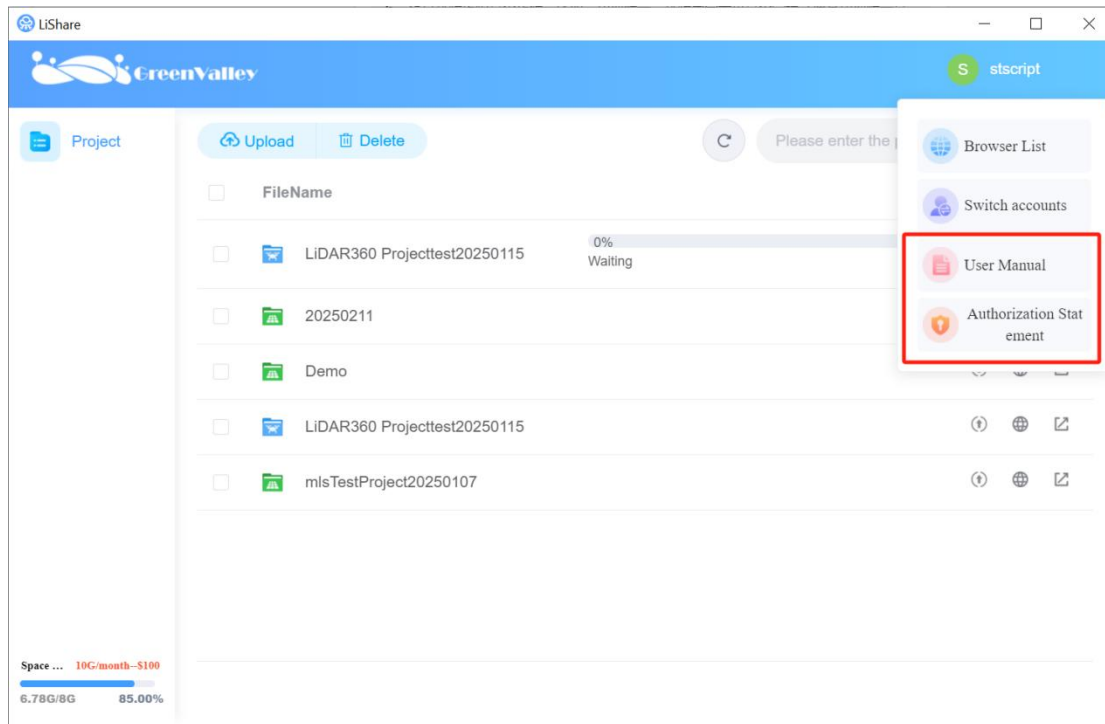 LiShare
GreenValley
S stscript
Project
Upload Delete
Please enter the
Browser List
Switch accounts
User Manual
Authorization Stat
ement
FileName
LiDAR360 Projecttest20250115
0%
Waiting
20250211
Demo
LiDAR360 Projecttest20250115
mlsTestProject20250107
Space ... 10G/month--$100
6.78G/8G 85.00%